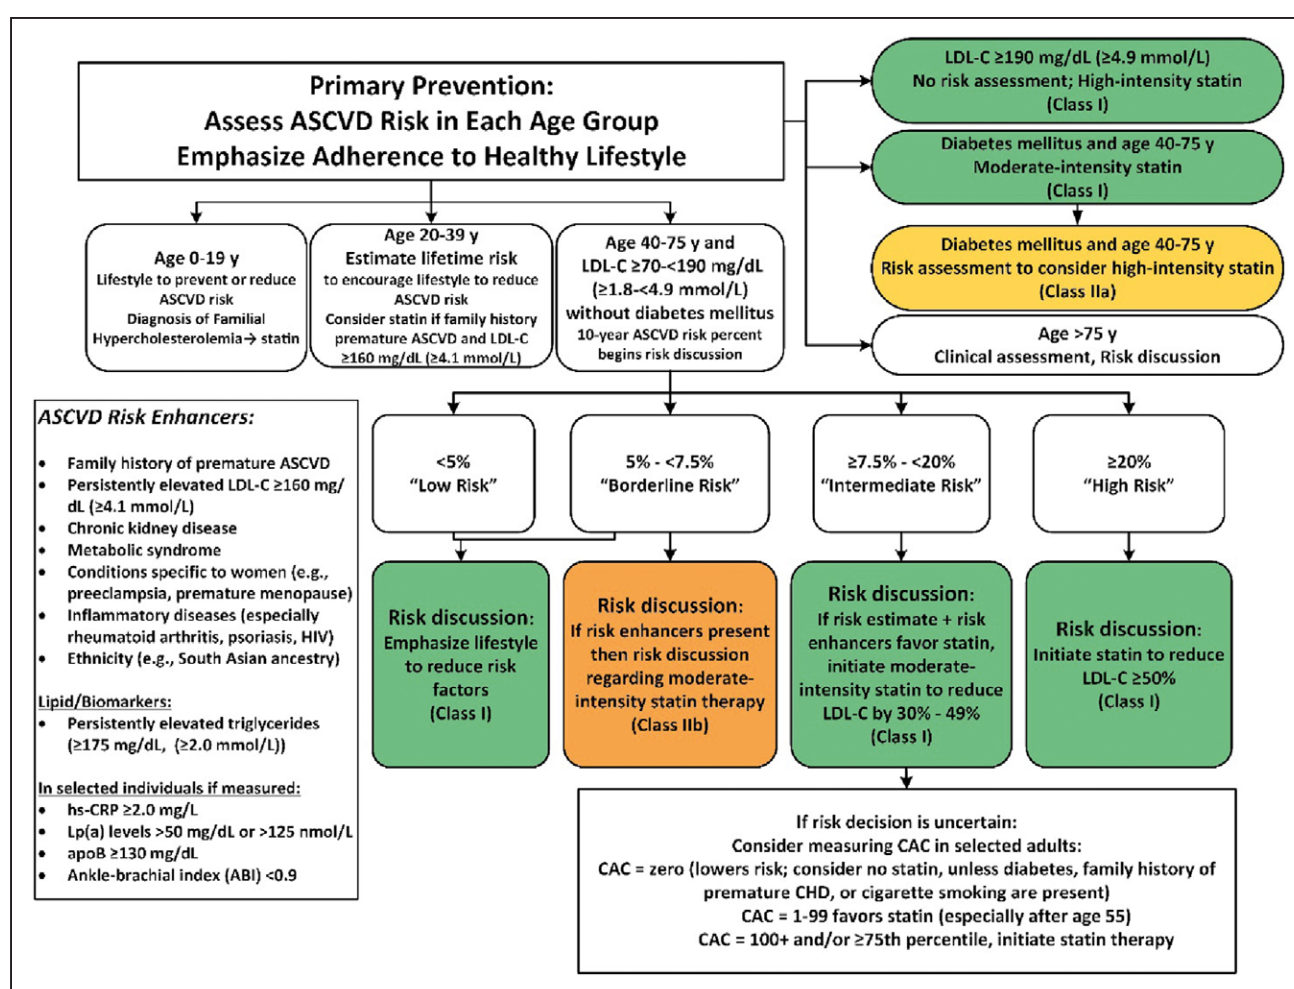 Primary Prevention:
Assess ASCVD Risk in Each Age Group
Emphasize Adherence to Healthy Lifestyle
LDL-C ≥190 mg/dL (≥4.9 mmol/L)
No risk assessment; High-intensity statin
(Class I)
Diabetes mellitus and age 40-75 y
Moderate-intensity statin
(Class I)
Diabetes mellitus and age 40-75 y
Risk assessment to consider high-intensity statin
(Class IIa)
Age >75 y
Clinical assessment, Risk discussion
Age 0-19 y
Lifestyle to prevent or reduce
ASCVD risk
Diagnosis of Familial
Hypercholesterolemia→ statin
Age 20-39 y
Estimate lifetime risk
to encourage lifestyle to reduce
ASCVD risk
Consider statin if family history
premature ASCVD and LDL-C
≥160 mg/dL (≥4.1 mmol/L)
Age 40-75 y and
LDL-C ≥70-<190 mg/dL
(≥1.8-<4.9 mmol/L)
without diabetes mellitus
10-year ASCVD risk percent
begins risk discussion
<5%
"Low Risk"
5% - <7.5%
"Borderline Risk"
≥7.5% - <20%
"Intermediate Risk"
≥20%
"High Risk"
Risk discussion:
Emphasize lifestyle
to reduce risk
factors
(Class I)
Risk discussion:
If risk enhancers present
then risk discussion
regarding moderate-
intensity statin therapy
(Class IIb)
Risk discussion:
If risk estimate + risk
enhancers favor statin,
initiate moderate-
intensity statin to reduce
LDL-C by 30% - 49%
(Class I)
Risk discussion:
Initiate statin to reduce
LDL-C ≥50%
(Class I)
If risk decision is uncertain:
Consider measuring CAC in selected adults:
CAC = zero (lowers risk; consider no statin, unless diabetes, family history of
premature CHD, or cigarette smoking are present)
CAC = 1-99 favors statin (especially after age 55)
CAC = 100+ and/or ≥75th percentile, initiate statin therapy
ASCVD Risk Enhancers:
• Family history of premature ASCVD
• Persistently elevated LDL-C ≥160 mg/
dL (≥4.1 mmol/L)
• Chronic kidney disease
• Metabolic syndrome
• Conditions specific to women (e.g.,
preeclampsia, premature menopause)
• Inflammatory diseases (especially
rheumatoid arthritis, psoriasis, HIV)
• Ethnicity (e.g., South Asian ancestry)
Lipid/Biomarkers:
• Persistently elevated triglycerides
(≥175 mg/dL, (≥2.0 mmol/L))
In selected individuals if measured:
• hs-CRP ≥2.0 mg/L
• Lp(a) levels >50 mg/dL or >125 nmol/L
• apoB ≥130 mg/dL
• Ankle-brachial index (ABI) <0.9